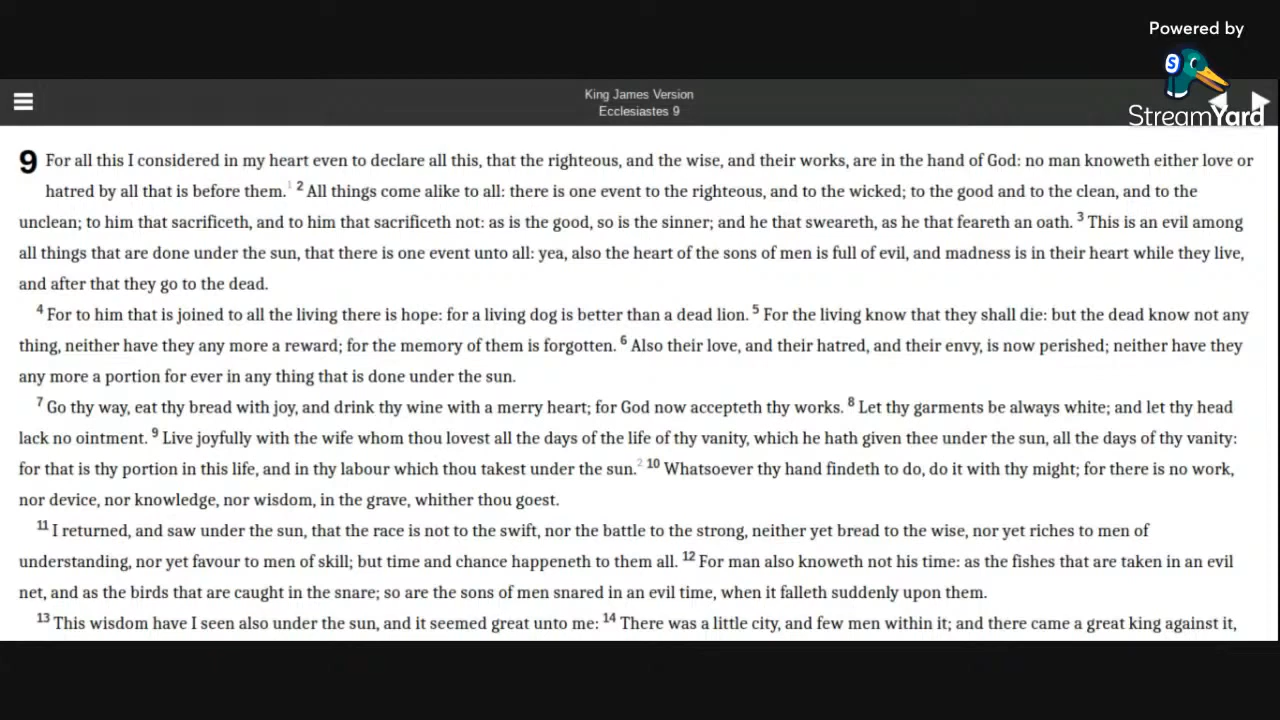 Powered by
StreamYard
King James Version
Ecclesiastes 9
9 For all this I considered in my heart even to declare all this, that the righteous, and the wise, and their works, are in the hand of God: no man knoweth either love or
hatred by all that is before them.1 2 All things come alike to all: there is one event to the righteous, and to the wicked; to the good and to the clean, and to the
unclean; to him that sacrificeth, and to him that sacrificeth not: as is the good, so is the sinner; and he that sweareth, as he that feareth an oath. 3 This is an evil among
all things that are done under the sun, that there is one event unto all: yea, also the heart of the sons of men is full of evil, and madness is in their heart while they live,
and after that they go to the dead.
4 For to him that is joined to all the living there is hope: for a living dog is better than a dead lion. 5 For the living know that they shall die: but the dead know not any
thing, neither have they any more a reward; for the memory of them is forgotten. 6 Also their love, and their hatred, and their envy, is now perished; neither have they
any more a portion for ever in any thing that is done under the sun.
7 Go thy way, eat thy bread with joy, and drink thy wine with a merry heart; for God now accepteth thy works. 8 Let thy garments be always white; and let thy head
lack no ointment. 9 Live joyfully with the wife whom thou lovest all the days of the life of thy vanity, which he hath given thee under the sun, all the days of thy vanity:
for that is thy portion in this life, and in thy labour which thou takest under the sun.2 10 Whatsoever thy hand findeth to do, do it with thy might; for there is no work,
nor device, nor knowledge, nor wisdom, in the grave, whither thou goest.
11 I returned, and saw under the sun, that the race is not to the swift, nor the battle to the strong, neither yet bread to the wise, nor yet riches to men of
understanding, nor yet favour to men of skill; but time and chance happeneth to them all. 12 For man also knoweth not his time: as the fishes that are taken in an evil
net, and as the birds that are caught in the snare; so are the sons of men snared in an evil time, when it falleth suddenly upon them.
13 This wisdom have I seen also under the sun, and it seemed great unto me: 14 There was a little city, and few men within it; and there came a great king against it,